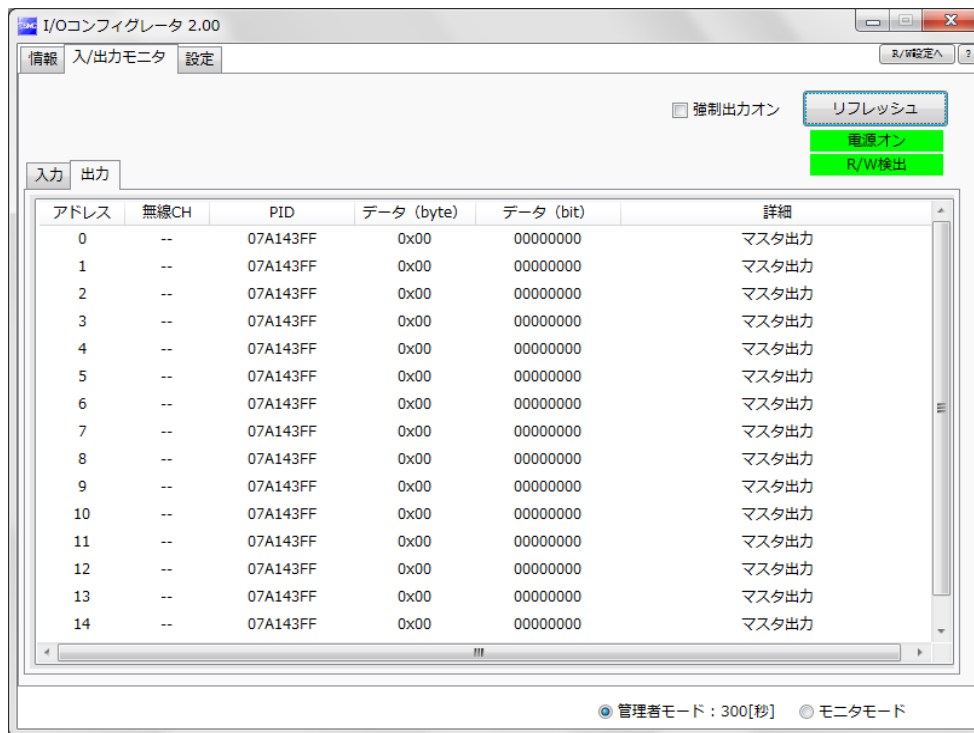 SMC I/Oコンフィグレータ 2.00
情報 入/出力モニタ 設定 R/W設定へ ?
強制出力オン リフレッシュ
電源オン
R/W検出
入力 出力
アドレス 無線CH PID データ (byte) データ (bit) 詳細
0 -- 07A143FF 0x00 00000000 マスタ出力
1 -- 07A143FF 0x00 00000000 マスタ出力
2 -- 07A143FF 0x00 00000000 マスタ出力
3 -- 07A143FF 0x00 00000000 マスタ出力
4 -- 07A143FF 0x00 00000000 マスタ出力
5 -- 07A143FF 0x00 00000000 マスタ出力
6 -- 07A143FF 0x00 00000000 マスタ出力
7 -- 07A143FF 0x00 00000000 マスタ出力
8 -- 07A143FF 0x00 00000000 マスタ出力
9 -- 07A143FF 0x00 00000000 マスタ出力
10 -- 07A143FF 0x00 00000000 マスタ出力
11 -- 07A143FF 0x00 00000000 マスタ出力
12 -- 07A143FF 0x00 00000000 マスタ出力
13 -- 07A143FF 0x00 00000000 マスタ出力
14 -- 07A143FF 0x00 00000000 マスタ出力
管理者モード：300[秒] モニタモード